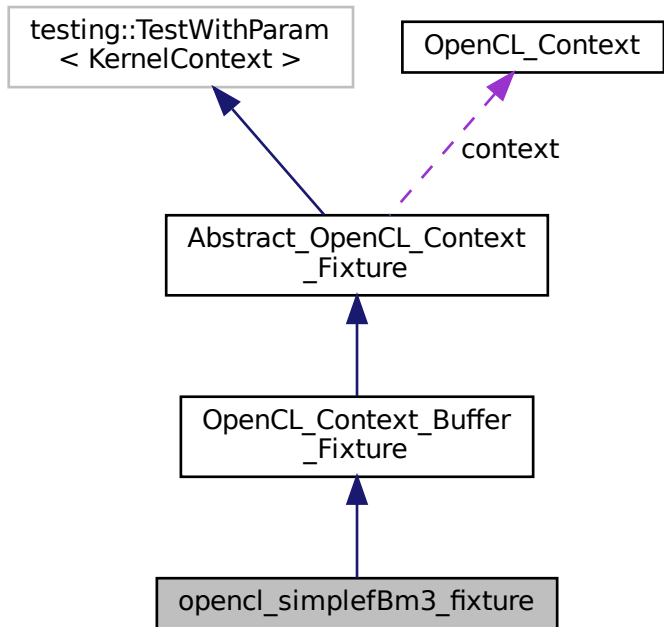 testing::TestWithParam
< KernelContext >
OpenCL_Context
context
Abstract_OpenCL_Context
_Fixture
OpenCL_Context_Buffer
_Fixture
opencl_simplefBm3_fixture